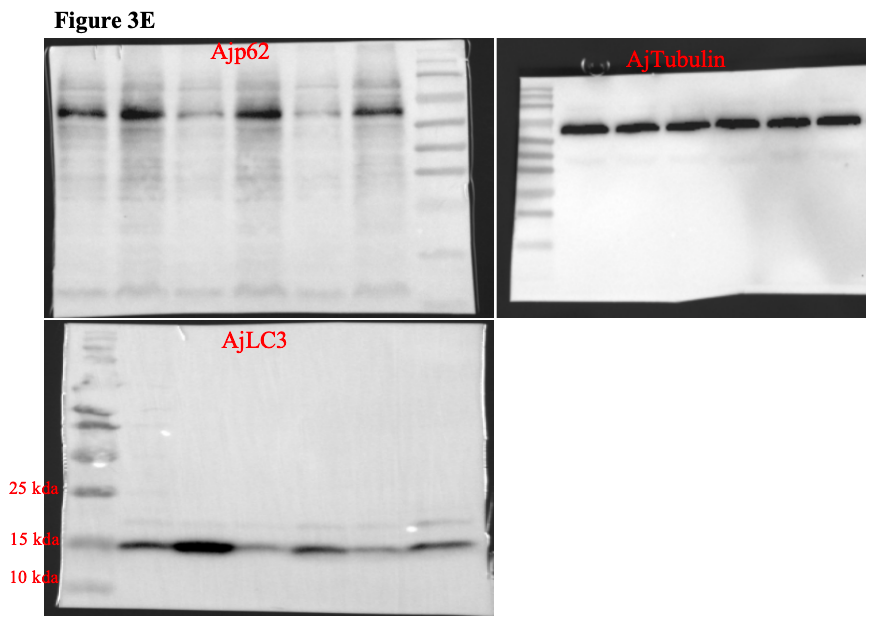 Figure 3E
Ajp62
AjTubulin
AjLC3
25 kda
15 kda
10 kda